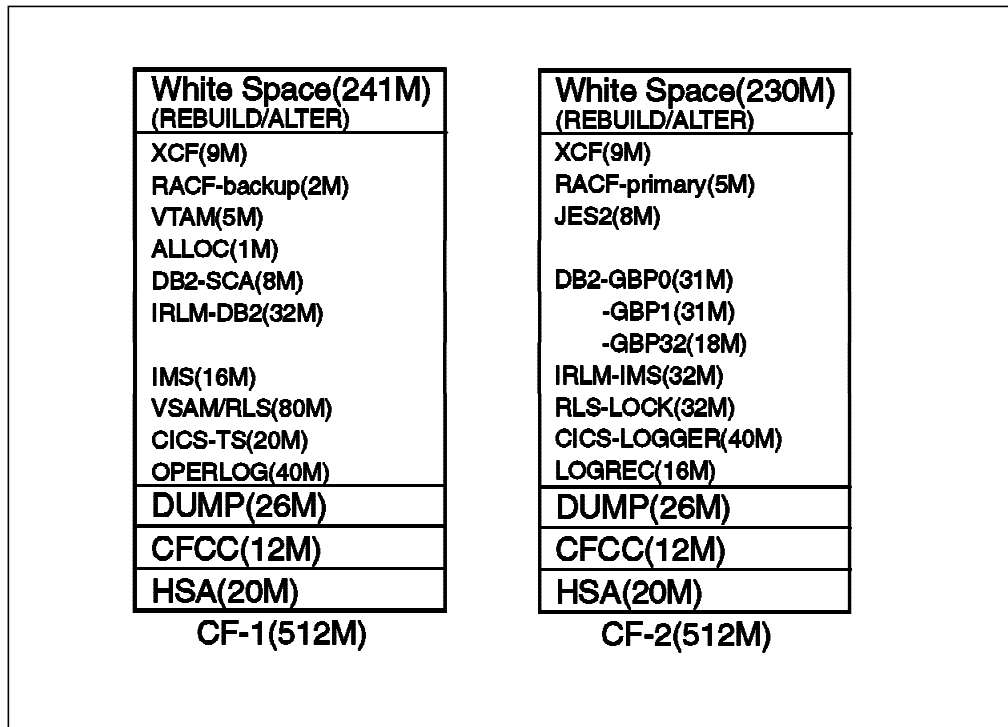 White Space(241M)
(REBUILD/ALTER)
XCF(9M)
RACF-backup(2M)
VTAM(5M)
ALLOC(1M)
DB2-SCA(8M)
IRLM-DB2(32M)
IMS(16M)
VSAM/RLS(80M)
CICS-TS(20M)
OPERLOG(40M)
DUMP(26M)
CFCC(12M)
HSA(20M)
CF-1(512M)
White Space(230M)
(REBUILD/ALTER)
XCF(9M)
RACF-primary(5M)
JES2(8M)
DB2-GBP0(31M)
-GBP1(31M)
-GBP32(18M)
IRLM-IMS(32M)
RLS-LOCK(32M)
CICS-LOGGER(40M)
LOGREC(16M)
DUMP(26M)
CFCC(12M)
HSA(20M)
CF-2(512M)